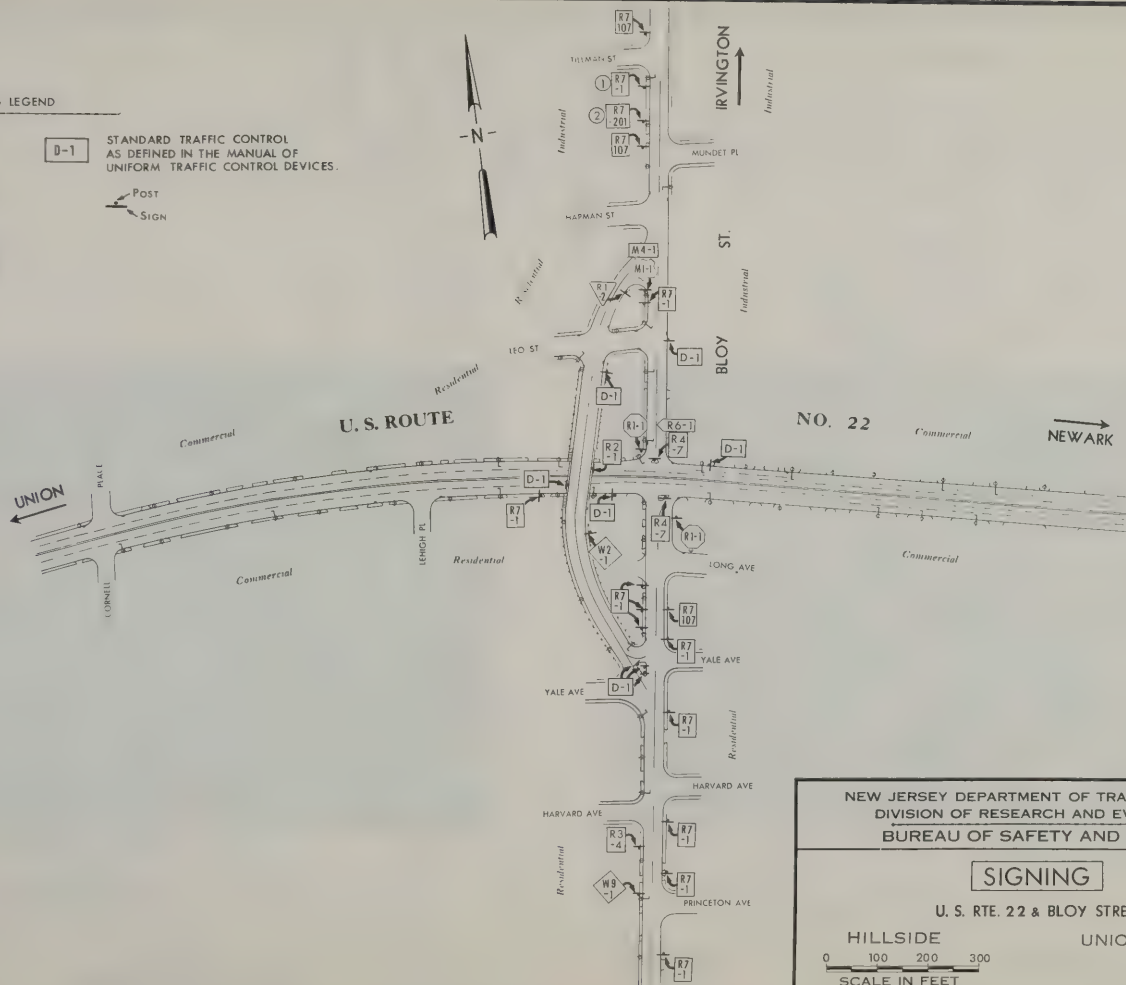 LEGEND
D-1
STANDARD TRAFFIC CONTROL
AS DEFINED IN THE MANUAL OF
UNIFORM TRAFFIC CONTROL DEVICES.
POST
SIGN
-N-
R7
107
TILLMAN ST
1
R7
-1
2
R7
-201
R7
107
Industrial
IRVINGTON
Industrial
MUNDET PL
HAPMAN ST
M4-1
M1-1
R1
-2
R7
-1
Residential
BLOY ST.
Industrial
LEO ST
D-1
D-1
Residential
Commercial
U. S. ROUTE
NO. 22
Commercial
NEWARK
R1-1
R6-1
R4
-7
R2
-1
D-1
D-1
R7
-1
D-1
UNION
PLACE
CORNELL
LEHIGH PL
Commercial
Residential
R4
-7
R1-1
W2
-1
LONG AVE
Commercial
R7
-1
R7
107
R7
-1
YALE AVE
D-1
YALE AVE
R7
-1
Residential
HARVARD AVE
HARVARD AVE
R3
-4
R7
-1
Residential
W9
-1
R7
-1
PRINCETON AVE
R7
-1
NEW JERSEY DEPARTMENT OF TRA
DIVISION OF RESEARCH AND EV
BUREAU OF SAFETY AND
SIGNING
U. S. RTE. 22 & BLOY STRE
HILLSIDE UNIO
0 100 200 300
SCALE IN FEET